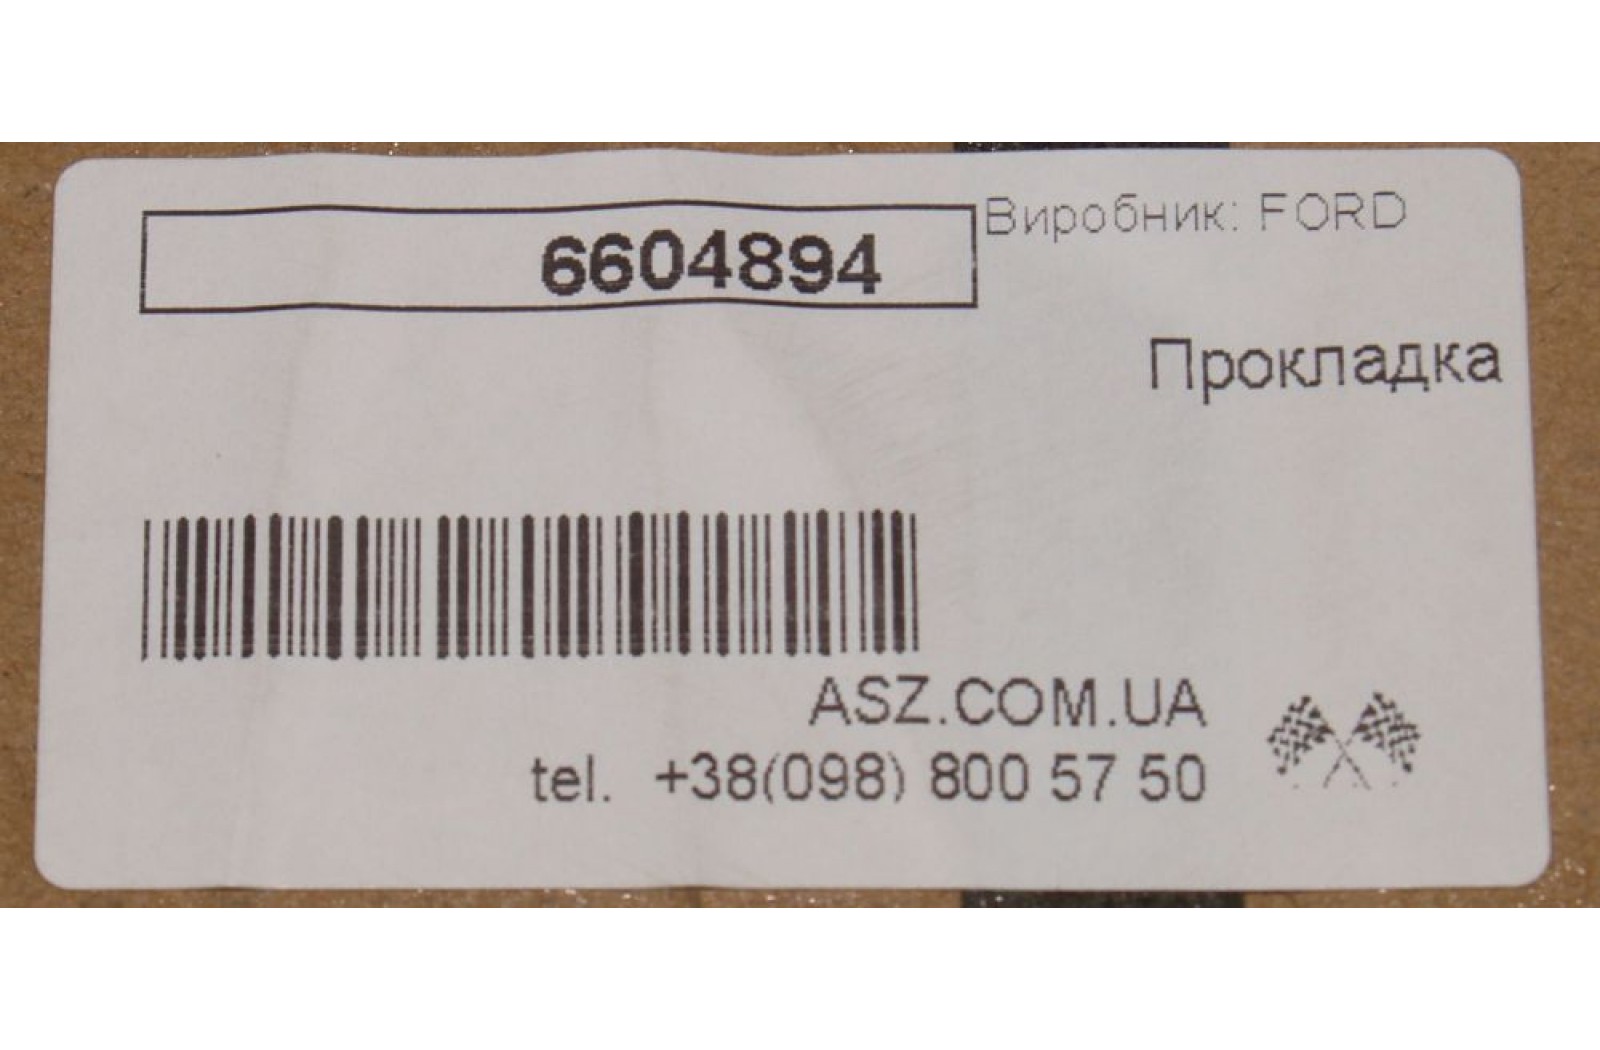 6604894
Виробник: FORD
Прокладка
ASZ.COM.UA
tel. +38(098) 800 57 50